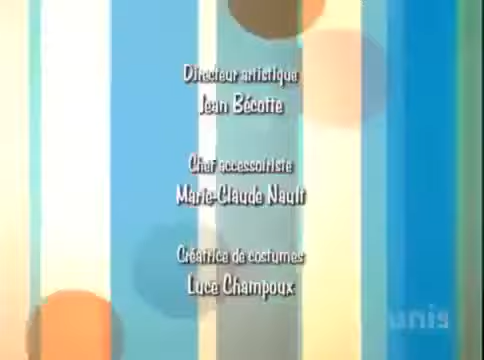 Directeur artistique
Jean Bécotte
Chef accessoiriste
Marie-Claude Nault
Créatrice de costumes
Luce Champoux
unis